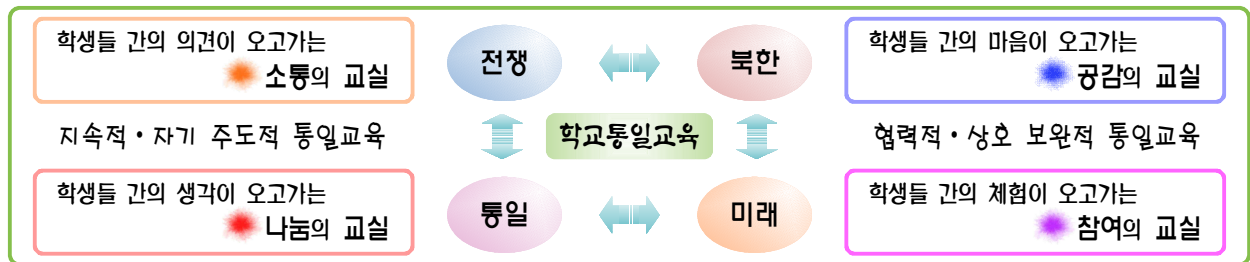 학생들 간의 의견이 오고가는
소통의 교실
지속적·자기 주도적 통일교육
학생들 간의 생각이 오고가는
나눔의 교실
전쟁
북한
학교통일교육
통일
미래
학생들 간의 마음이 오고가는
공감의 교실
협력적·상호 보완적 통일교육
학생들 간의 체험이 오고가는
참여의 교실